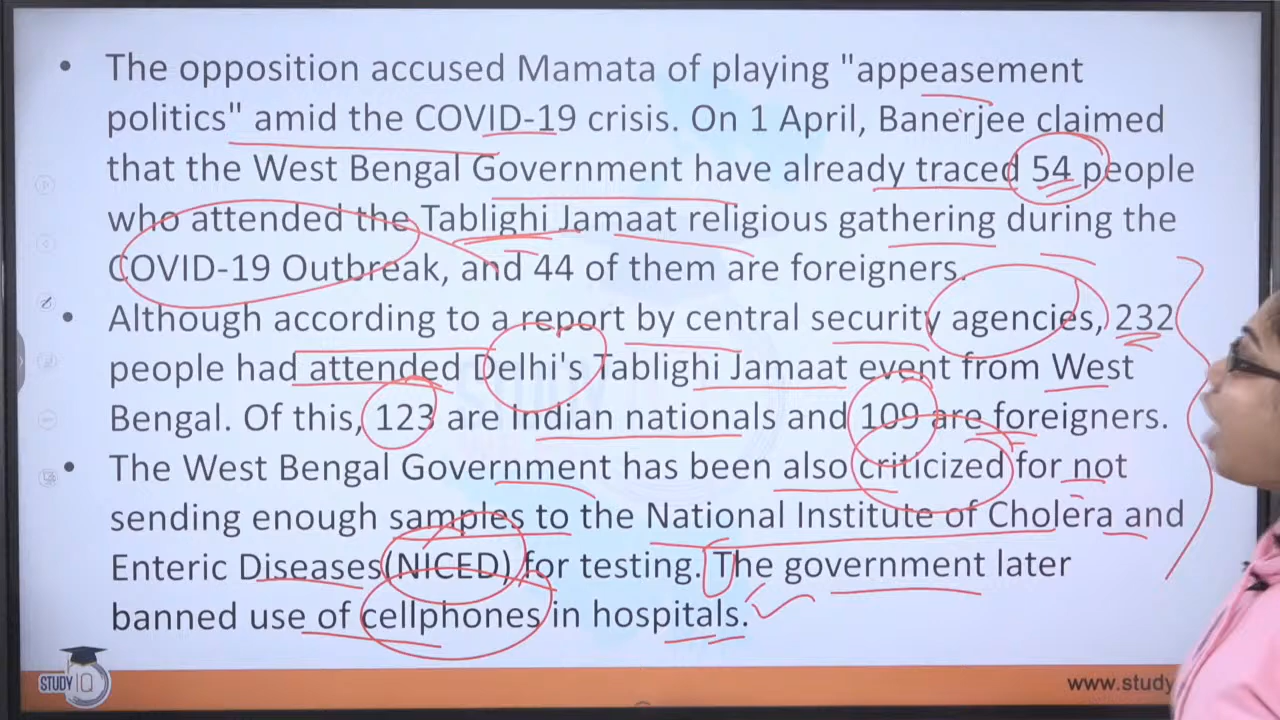 • The opposition accused Mamata of playing "appeasement
politics" amid the COVID-19 crisis. On 1 April, Banerjee claimed
that the West Bengal Government have already traced 54 people
who attended the Tablighi Jamaat religious gathering during the
COVID-19 Outbreak, and 44 of them are foreigners.
• Although according to a report by central security agencies, 232
people had attended Delhi's Tablighi Jamaat event from West
Bengal. Of this, 123 are Indian nationals and 109 are foreigners.
• The West Bengal Government has been also criticized for not
sending enough samples to the National Institute of Cholera and
Enteric Diseases(NICED) for testing. The government later
banned use of cellphones in hospitals.
STUDY IQ
www.study